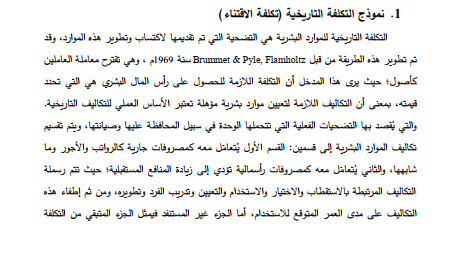 1. نموذج التكلفة التاريخية (تكلفة الاقتناء)
التكلفة التاريخية للموارد البشرية هي التضحية التي تم تقديمها لاكتساب وتطوير هذه الموارد، وقد
تم تطوير هذه الطريقة من قبل Brummet & Pyle, Flamholtz سنة 1969م ، وهي تقترح معاملة العاملين
كأصول؛ حيث يرى هذا المدخل أن التكلفة اللازمة للحصول على رأس المال البشري هي التي تحدد
قيمته، بمعنى أن التكاليف اللازمة لتعيين موارد بشرية مؤهلة تعتبر الأساس العملي للتكاليف التاريخية.
والتي يُقصد بها التضحيات الفعلية التي تتحملها الوحدة في سبيل المحافظة عليها وصيانتها، ويتم تقسيم
تكاليف الموارد البشرية إلى قسمين: القسم الأول يُتعامَل معه كمصروفات جارية كالرواتب والأجور وما
شابهها، والثاني يُتعامَل معه كمصروفات رأسمالية تؤدي إلى زيادة المنافع المستقبلية؛ حيث تتم رسملة
التكاليف المرتبطة بالاستقطاب والاختيار والاستخدام والتعيين وتدريب الفرد وتطويره، ومن ثم إطفاء هذه
التكاليف على مدى العمر المتوقع للاستخدام، أما الجزء غير المستنفد فيمثل الجزء المتبقي من التكلفة